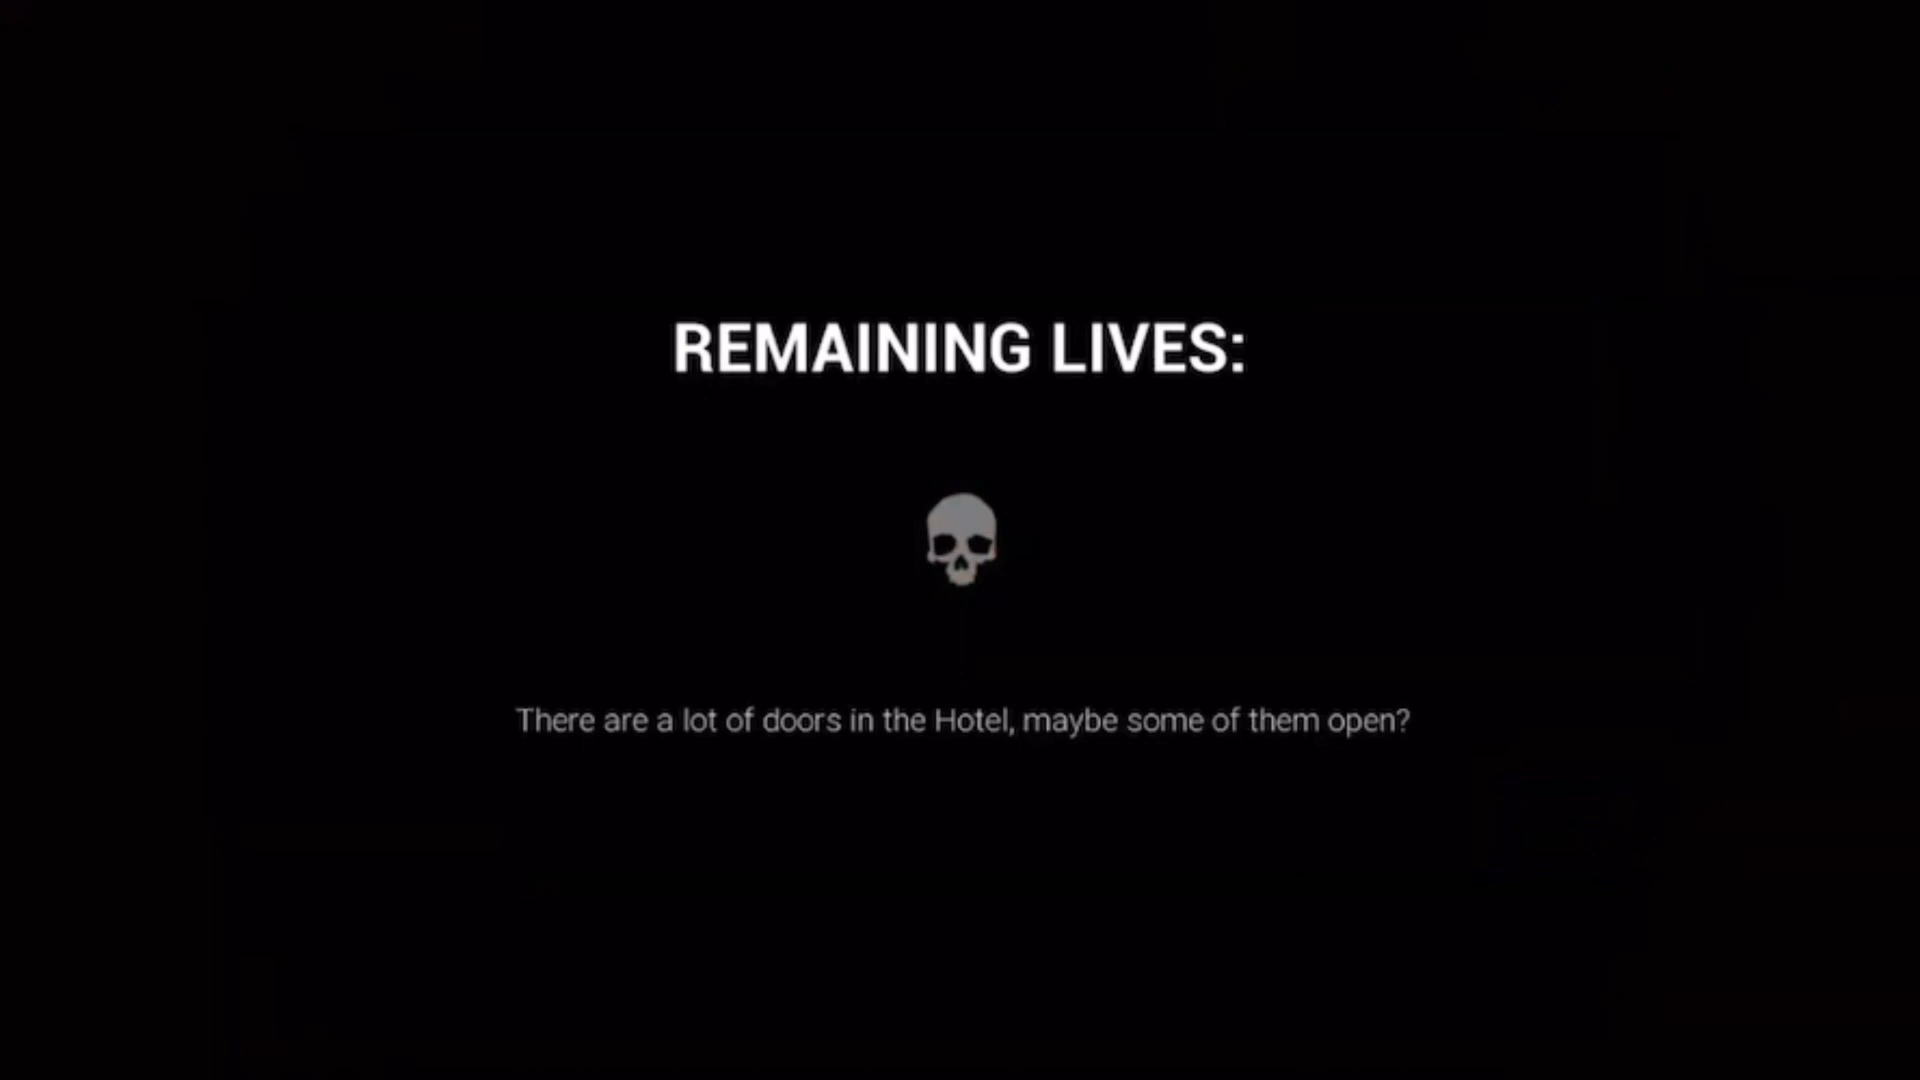 REMAINING LIVES:
There are a lot of doors in the Hotel, maybe some of them open?